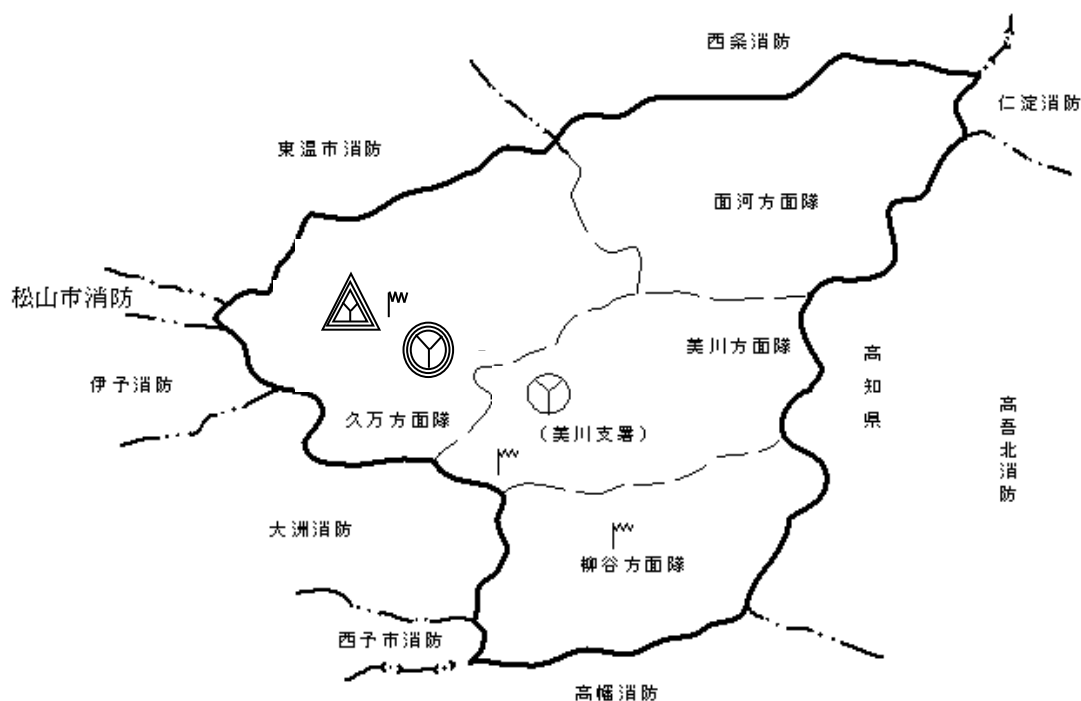 西条消防
仁淀消防
東温市消防
面河方面隊
松山市消防
美川方面隊
高知県
伊予消防
高吾北消防
久万方面隊
（美川支署）
大洲消防
柳谷方面隊
西予市消防
高幡消防